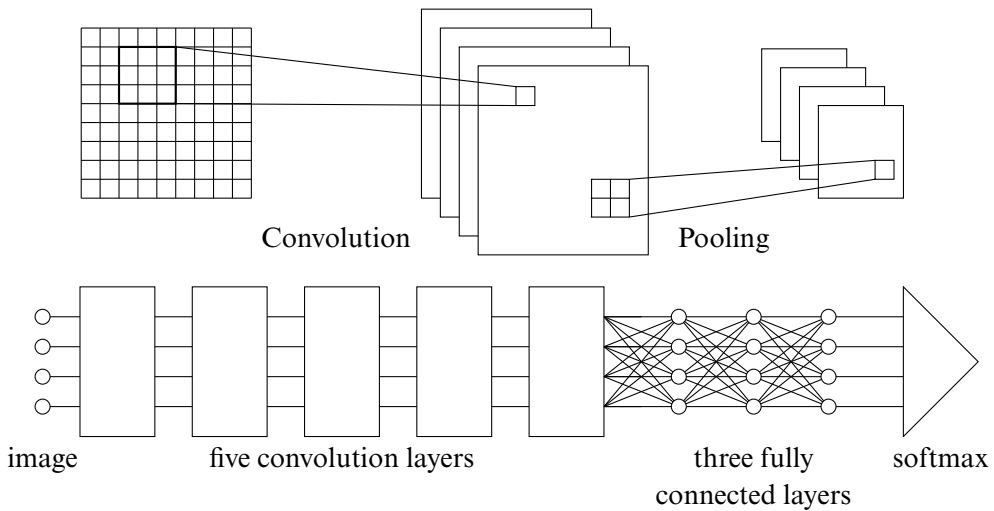 Convolution
Pooling
image
five convolution layers
three fully
connected layers
softmax